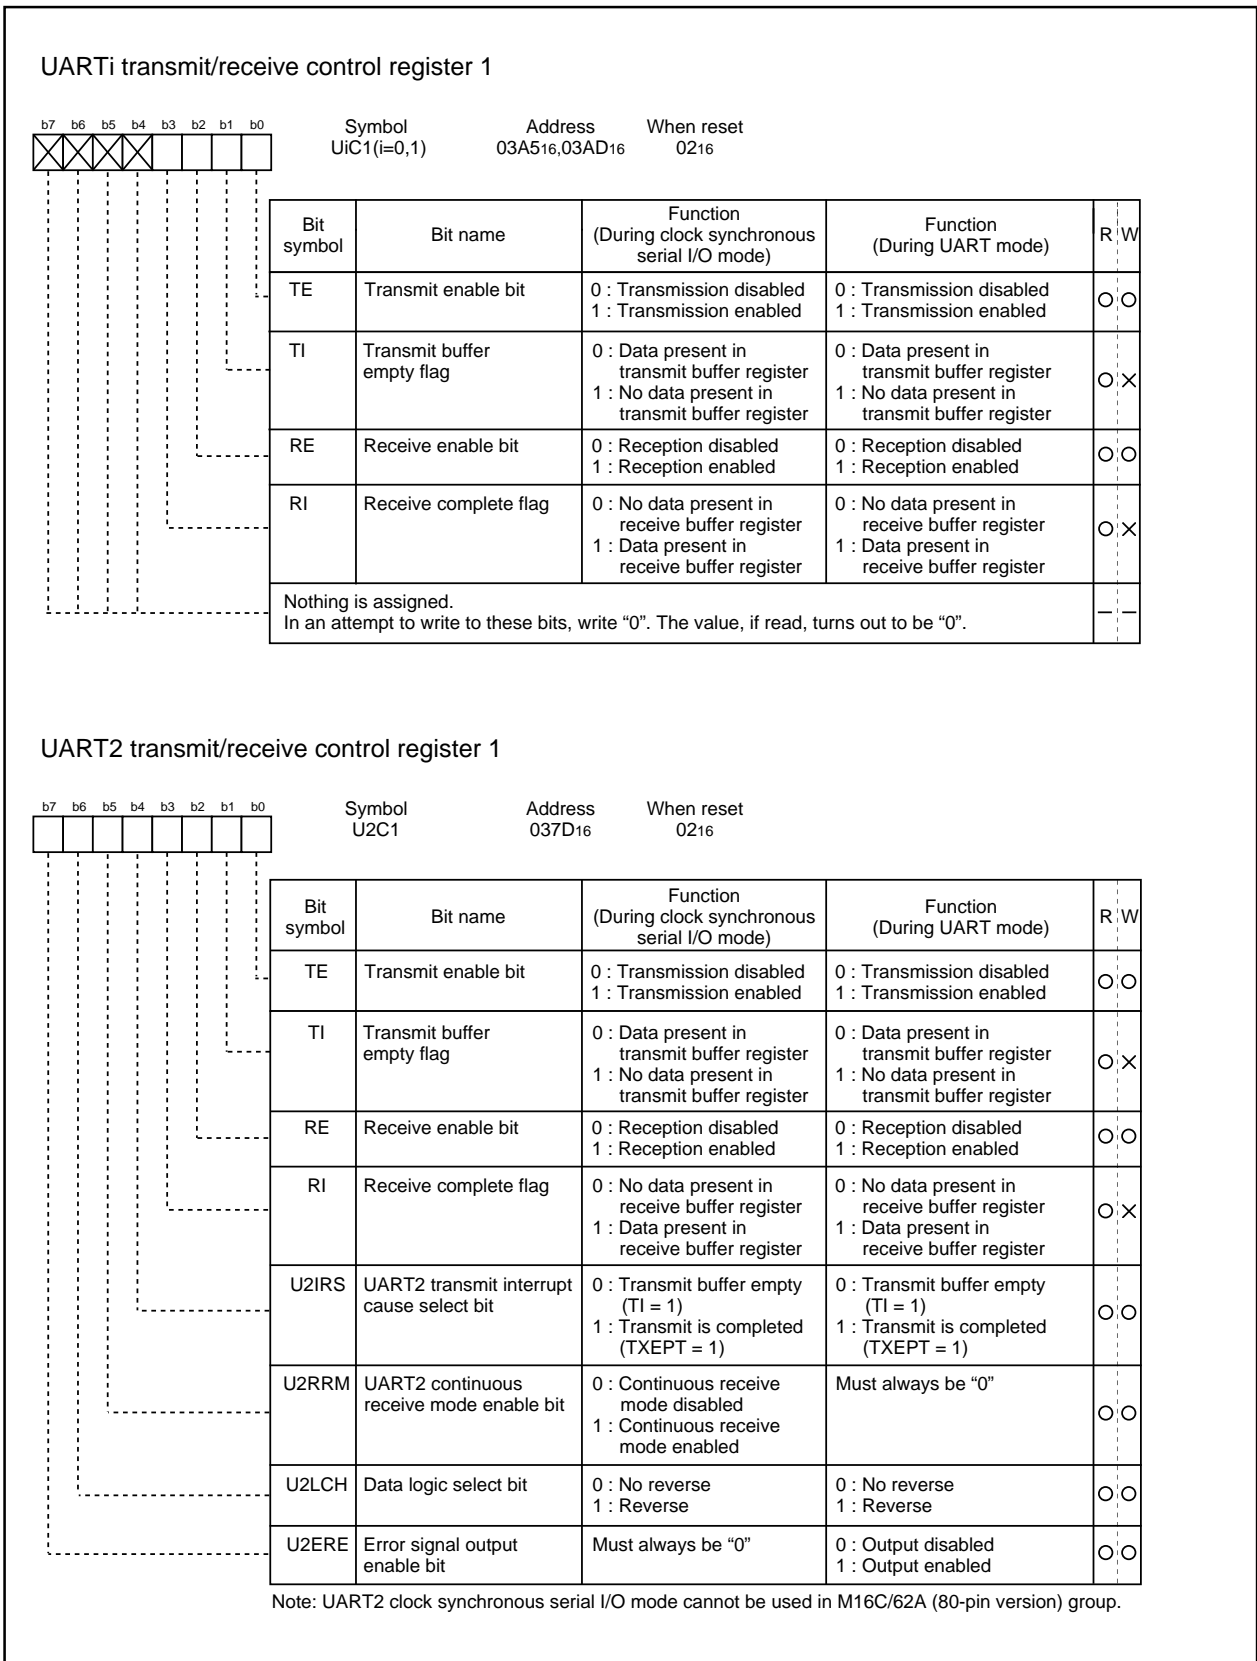 UARTi transmit/receive control register 1
b7 b6 b5 b4 b3 b2 b1 b0
Symbol Address When reset
UiC1(i=0,1) 03A516,03AD16 0216
Bit symbol Bit name Function (During clock synchronous serial I/O mode) Function (During UART mode) R W
TE Transmit enable bit 0 : Transmission disabled 0 : Transmission disabled
1 : Transmission enabled 1 : Transmission enabled
TI Transmit buffer 0 : Data present in 0 : Data present in
empty flag transmit buffer register transmit buffer register
1 : No data present in 1 : No data present in
transmit buffer register transmit buffer register
RE Receive enable bit 0 : Reception disabled 0 : Reception disabled
1 : Reception enabled 1 : Reception enabled
RI Receive complete flag 0 : No data present in 0 : No data present in
receive buffer register receive buffer register
1 : Data present in 1 : Data present in
receive buffer register receive buffer register
Nothing is assigned.
In an attempt to write to these bits, write “0”. The value, if read, turns out to be “0”.
UART2 transmit/receive control register 1
b7 b6 b5 b4 b3 b2 b1 b0
Symbol Address When reset
U2C1 037D16 0216
Bit symbol Bit name Function (During clock synchronous serial I/O mode) Function (During UART mode) R W
TE Transmit enable bit 0 : Transmission disabled 0 : Transmission disabled
1 : Transmission enabled 1 : Transmission enabled
TI Transmit buffer 0 : Data present in 0 : Data present in
empty flag transmit buffer register transmit buffer register
1 : No data present in 1 : No data present in
transmit buffer register transmit buffer register
RE Receive enable bit 0 : Reception disabled 0 : Reception disabled
1 : Reception enabled 1 : Reception enabled
RI Receive complete flag 0 : No data present in 0 : No data present in
receive buffer register receive buffer register
1 : Data present in 1 : Data present in
receive buffer register receive buffer register
U2IRS UART2 transmit interrupt 0 : Transmit buffer empty 0 : Transmit buffer empty
cause select bit (TI = 1) (TI = 1)
1 : Transmit is completed 1 : Transmit is completed
(TXEPT = 1) (TXEPT = 1)
U2RRM UART2 continuous 0 : Continuous receive Must always be “0”
receive mode enable bit mode disabled
1 : Continuous receive
mode enabled
U2LCH Data logic select bit 0 : No reverse 0 : No reverse
1 : Reverse 1 : Reverse
U2ERE Error signal output Must always be “0” 0 : Output disabled
enable bit 1 : Output enabled
Note: UART2 clock synchronous serial I/O mode cannot be used in M16C/62A (80-pin version) group.